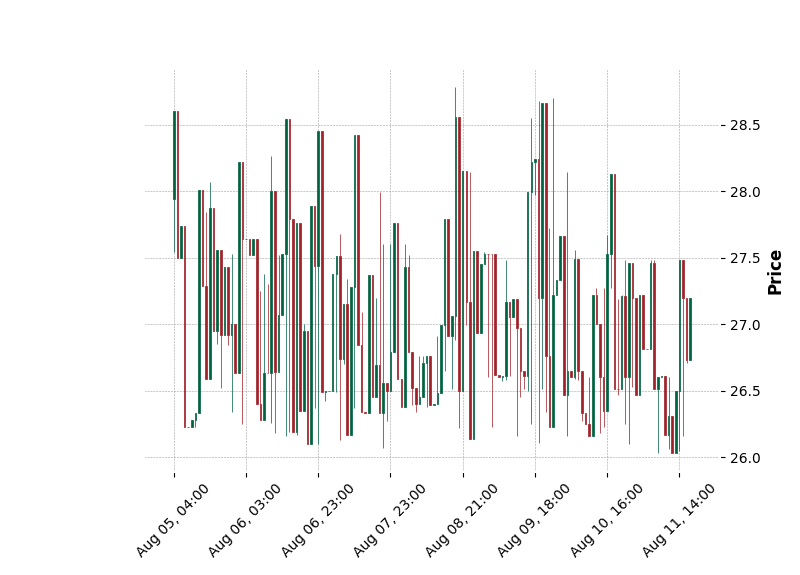 28.5
28.0
27.5
27.0
26.5
26.0
Price
Aug 05, 04:00
Aug 06, 03:00
Aug 06, 23:00
Aug 07, 23:00
Aug 08, 21:00
Aug 09, 18:00
Aug 10, 16:00
Aug 11, 14:00